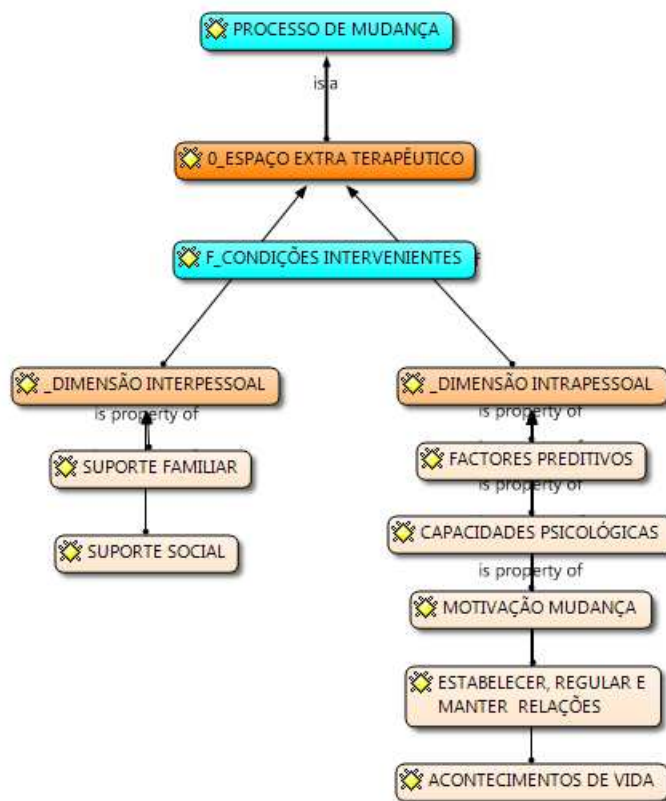 PROCESSO DE MUDANÇA
is a
0_ESPAÇO EXTRA TERAPÊUTICO
F_CONDIÇÕES INTERVENIENTES
_DIMENSÃO INTERPESSOAL
_DIMENSÃO INTRAPESSOAL
is property of
is property of
SUPORTE FAMILIAR
FACTORES PREDITIVOS
is property of
SUPORTE SOCIAL
CAPACIDADES PSICOLÓGICAS
is property of
MOTIVAÇÃO MUDANÇA
ESTABELECER, REGULAR E
MANTER RELAÇÕES
ACONTECIMENTOS DE VIDA